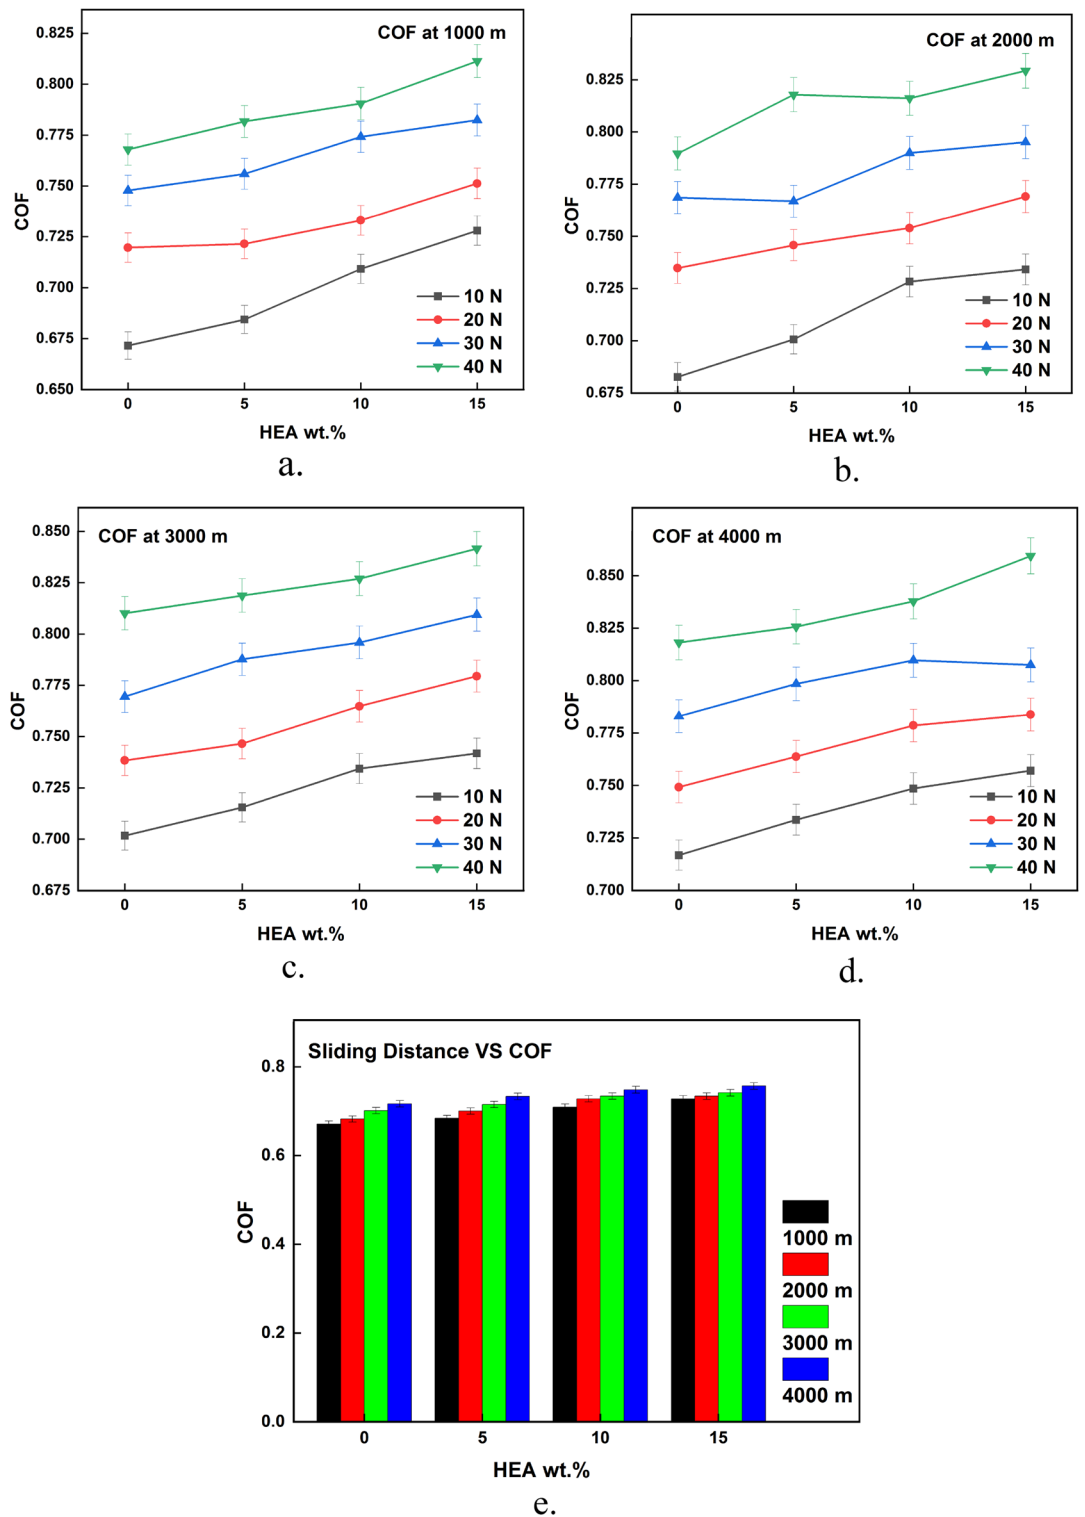 COF at 1000 m
0.825
0.800
0.775
0.750
0.725
0.700
0.675
0.650
COF
10 N
20 N
30 N
40 N
0 5 10 15
HEA wt.%
a.
COF at 2000 m
0.825
0.800
0.775
0.750
0.725
0.700
0.675
COF
10 N
20 N
30 N
40 N
0 5 10 15
HEA wt.%
b.
COF at 3000 m
0.850
0.825
0.800
0.775
0.750
0.725
0.700
0.675
COF
10 N
20 N
30 N
40 N
0 5 10 15
HEA wt.%
c.
COF at 4000 m
0.850
0.825
0.800
0.775
0.750
0.725
0.700
COF
10 N
20 N
30 N
40 N
0 5 10 15
HEA wt.%
d.
Sliding Distance VS COF
0.8
0.6
0.4
0.2
0.0
COF
1000 m
2000 m
3000 m
4000 m
0 5 10 15
HEA wt.%
e.